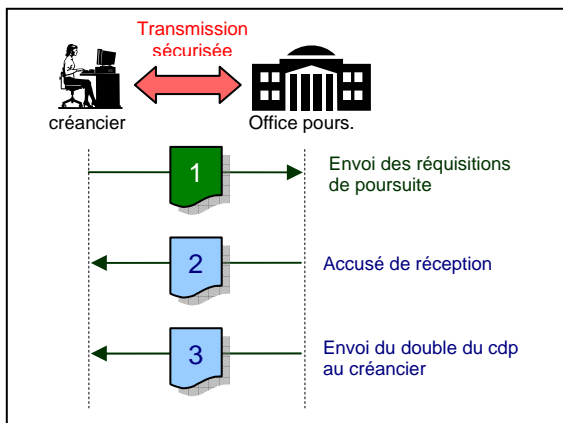 Transmission
sécurisée
créancier
Office pours.
1
Envoi des réquisitions
de poursuite
2
Accusé de réception
3
Envoi du double du cdp
au créancier